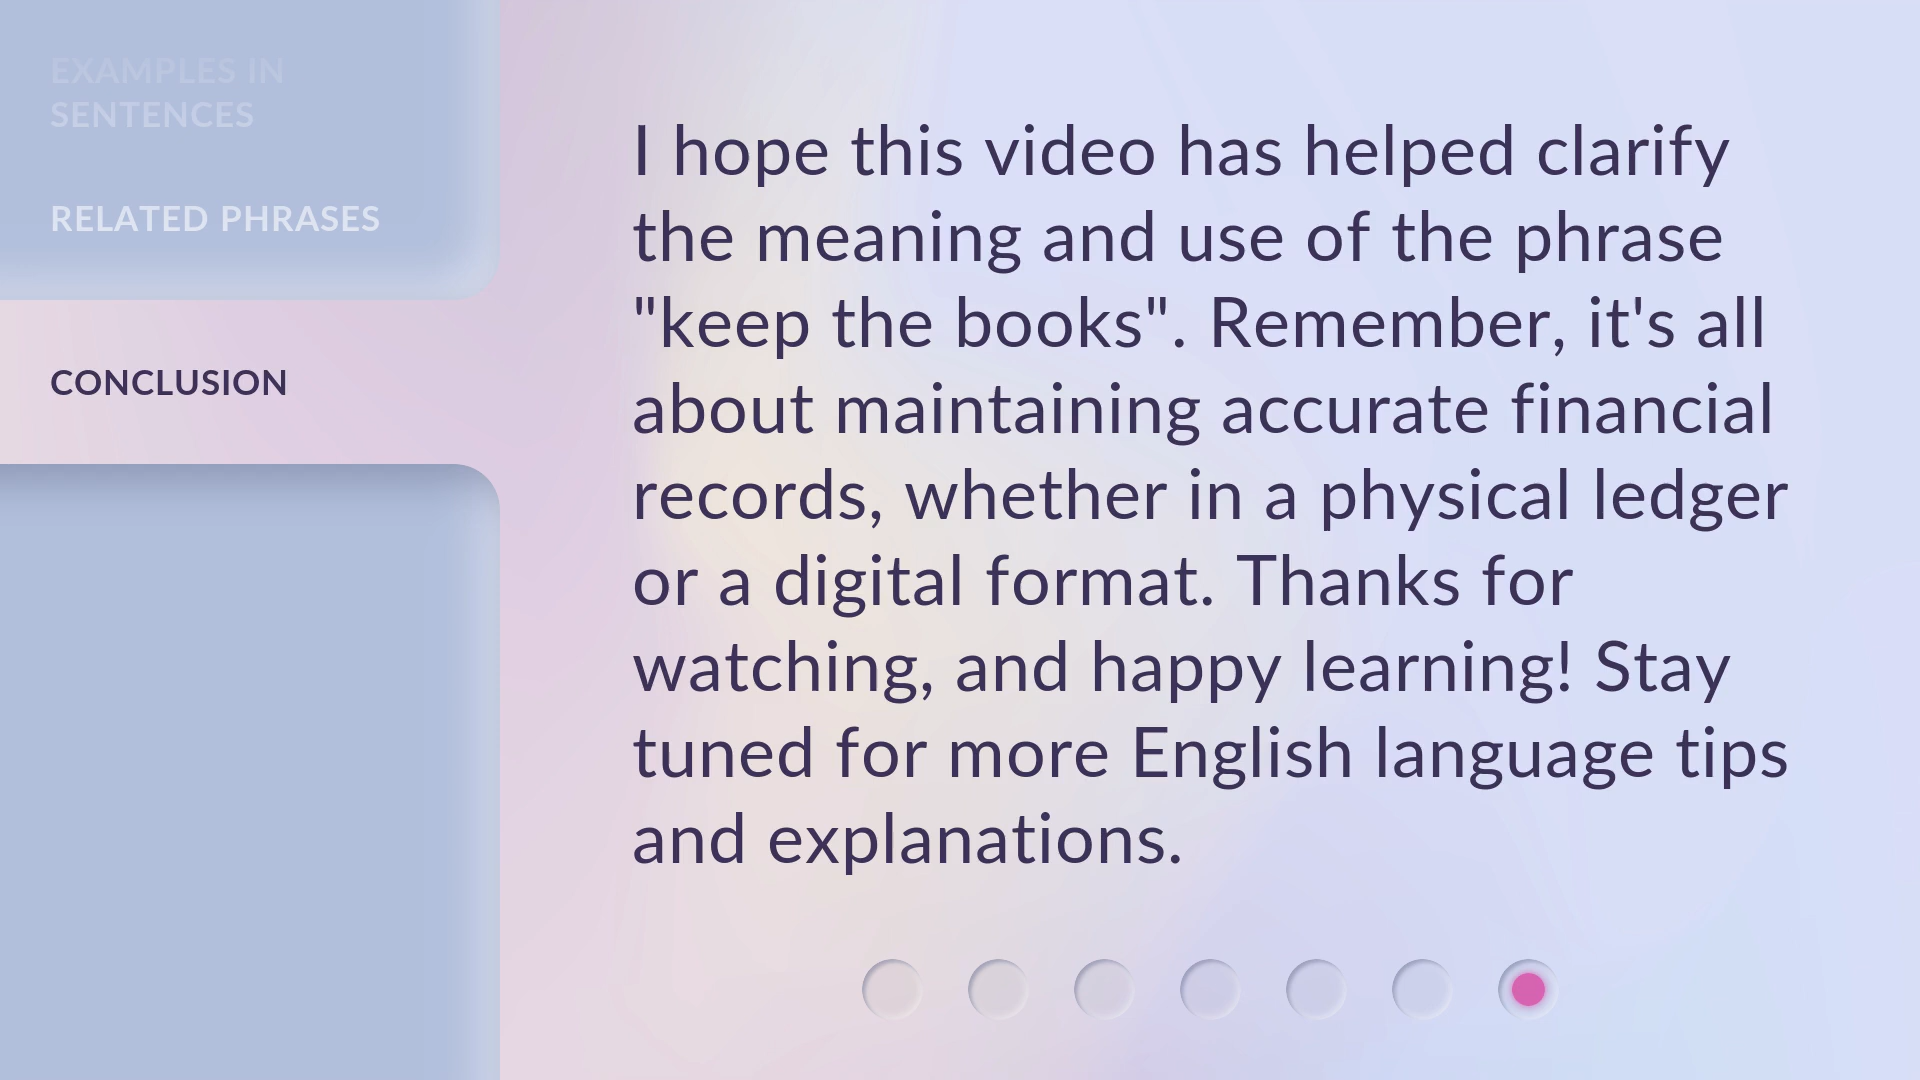 EXAMPLES IN
SENTENCES
RELATED PHRASES
CONCLUSION
I hope this video has helped clarify
the meaning and use of the phrase
"keep the books". Remember, it's all
about maintaining accurate financial
records, whether in a physical ledger
or a digital format. Thanks for
watching, and happy learning! Stay
tuned for more English language tips
and explanations.